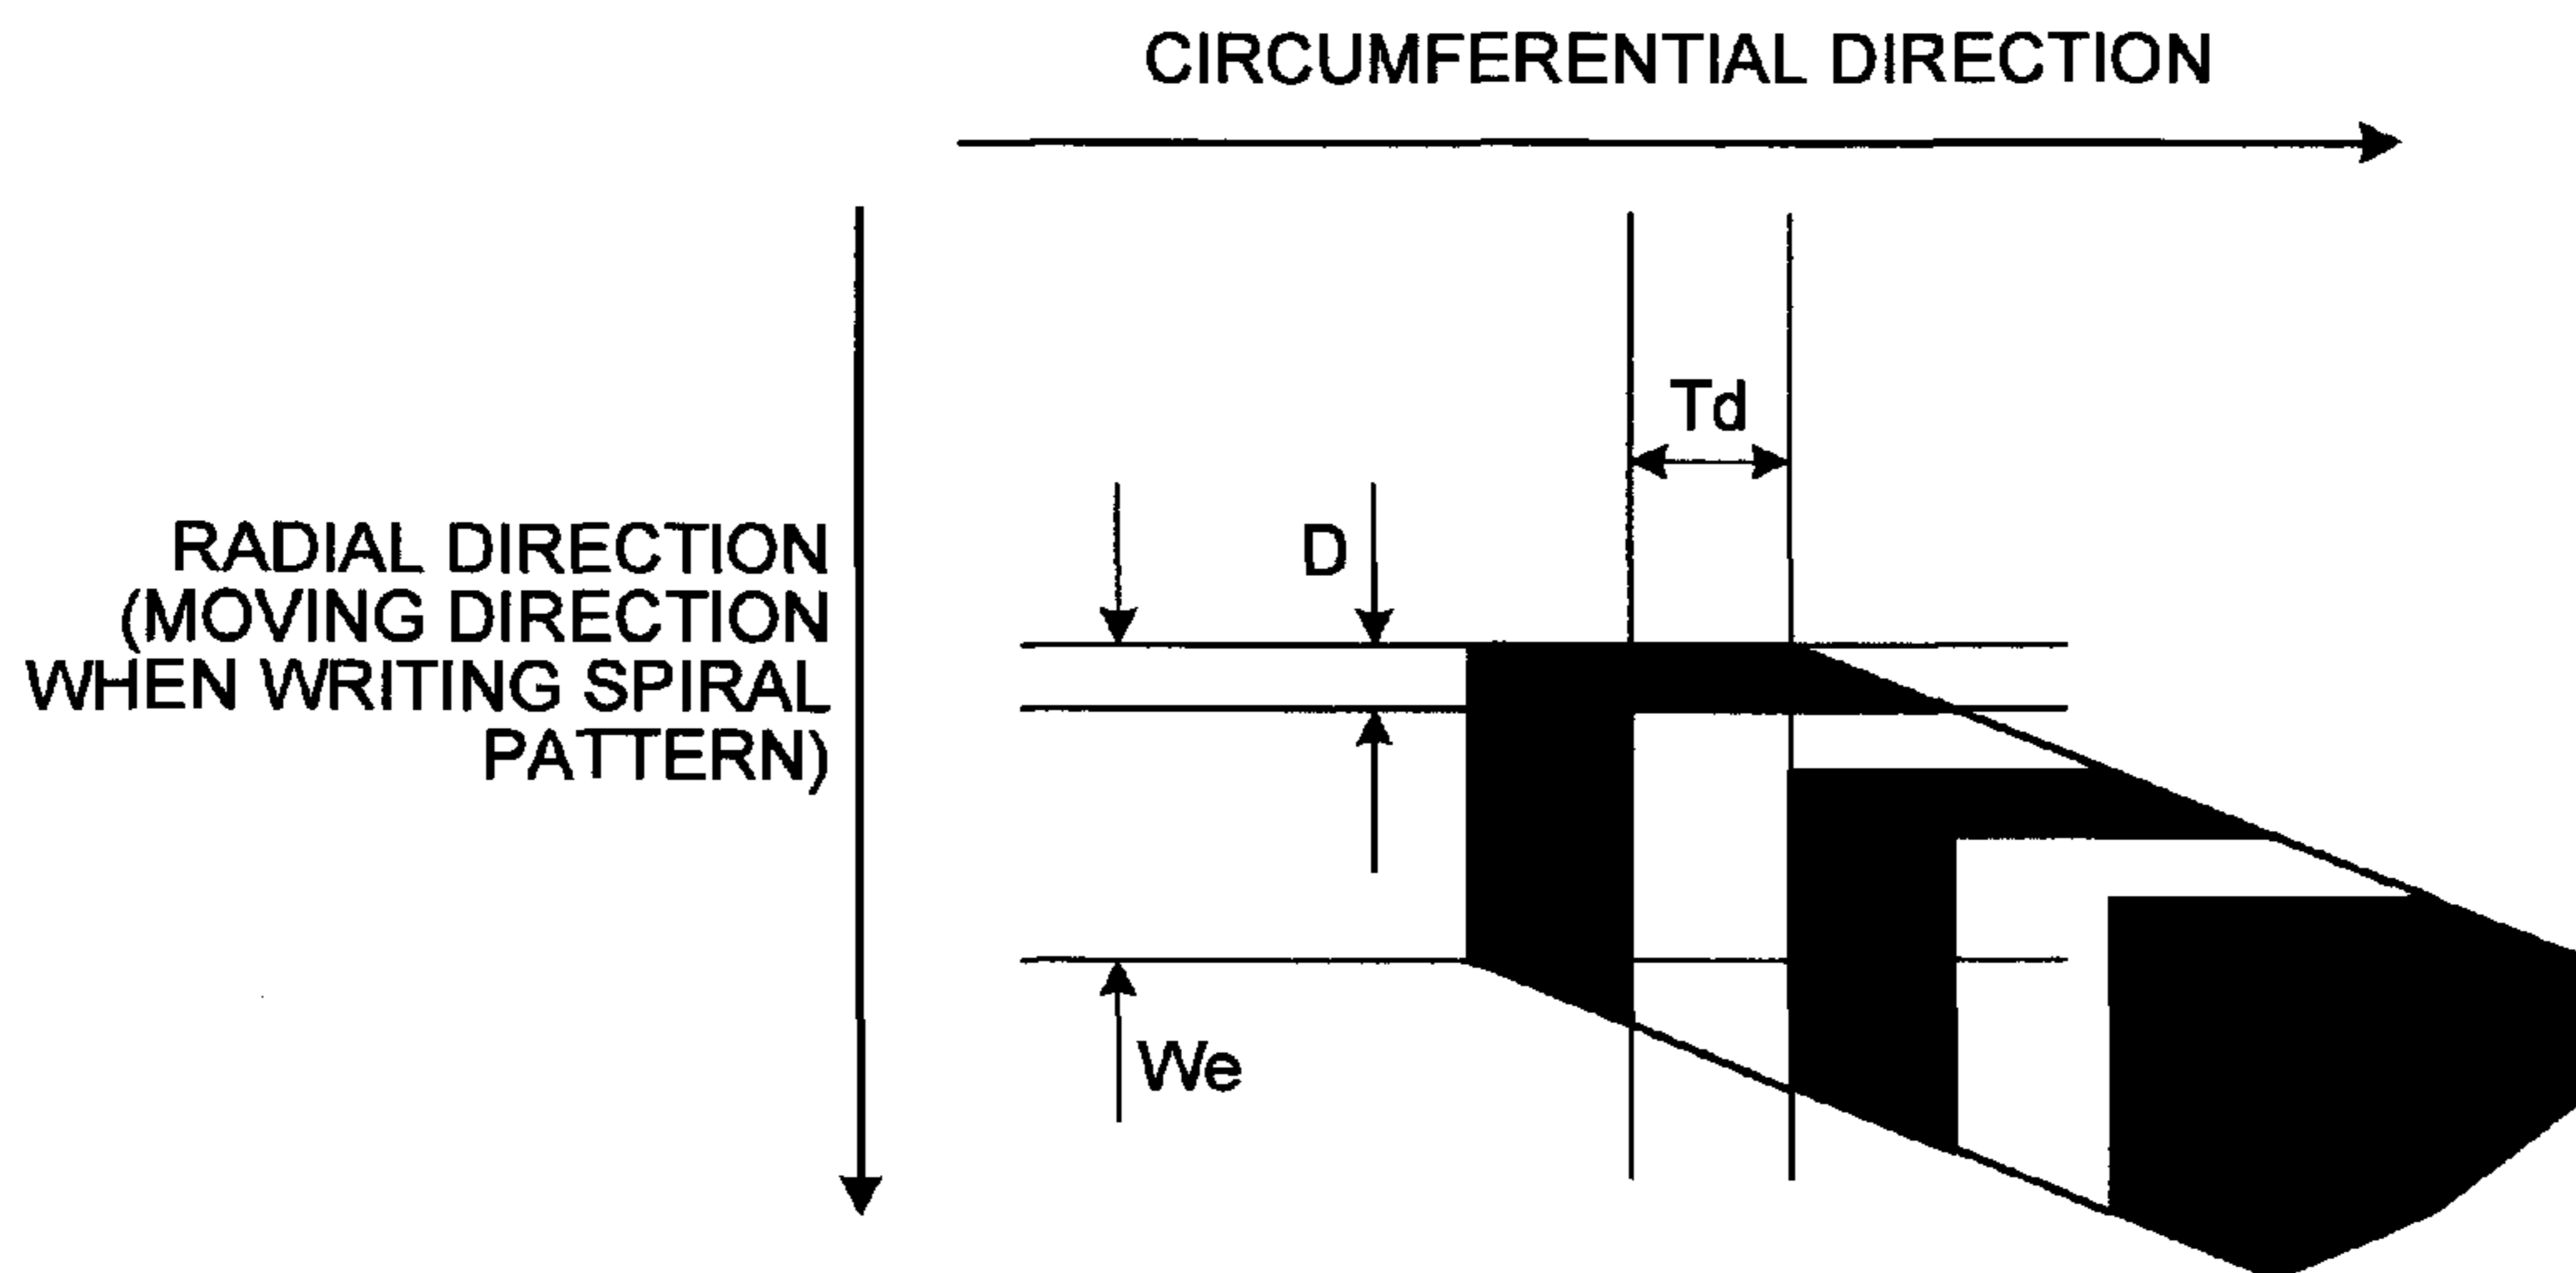 CIRCUMFERENTIAL DIRECTION
Td
D
RADIAL DIRECTION
(MOVING DIRECTION
WHEN WRITING SPIRAL
PATTERN)
We